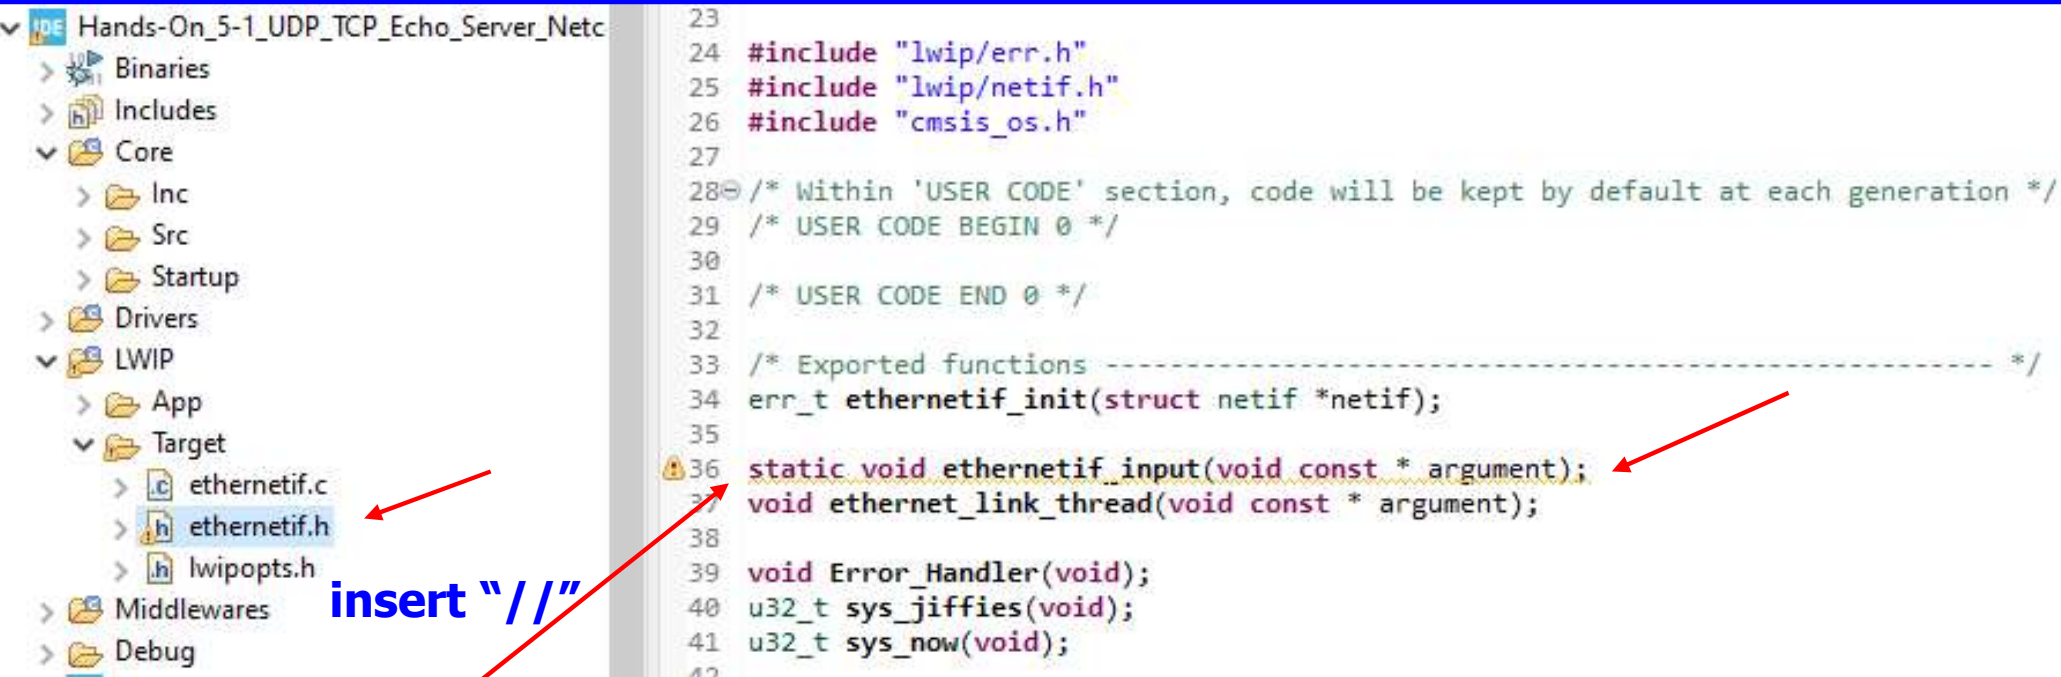 Hands-On_5-1_UDP_TCP_Echo_Server_Netc
Binaries
Includes
Core
Inc
Src
Startup
Drivers
LWIP
App
Target
ethernetif.c
ethernetif.h
lwipopts.h
Middlewares
Debug
insert “//”
23
24 #include "lwip/err.h"
25 #include "lwip/netif.h"
26 #include "cmsis_os.h"
27
28 /* Within 'USER CODE' section, code will be kept by default at each generation */
29 /* USER CODE BEGIN 0 */
30
31 /* USER CODE END 0 */
32
33 /* Exported functions ------------------------------------------------------- */
34 err_t ethernetif_init(struct netif *netif);
35
36 static void ethernetif_input(void const * argument);
37 void ethernet_link_thread(void const * argument);
38
39 void Error_Handler(void);
40 u32_t sys_jiffies(void);
41 u32_t sys_now(void);
42